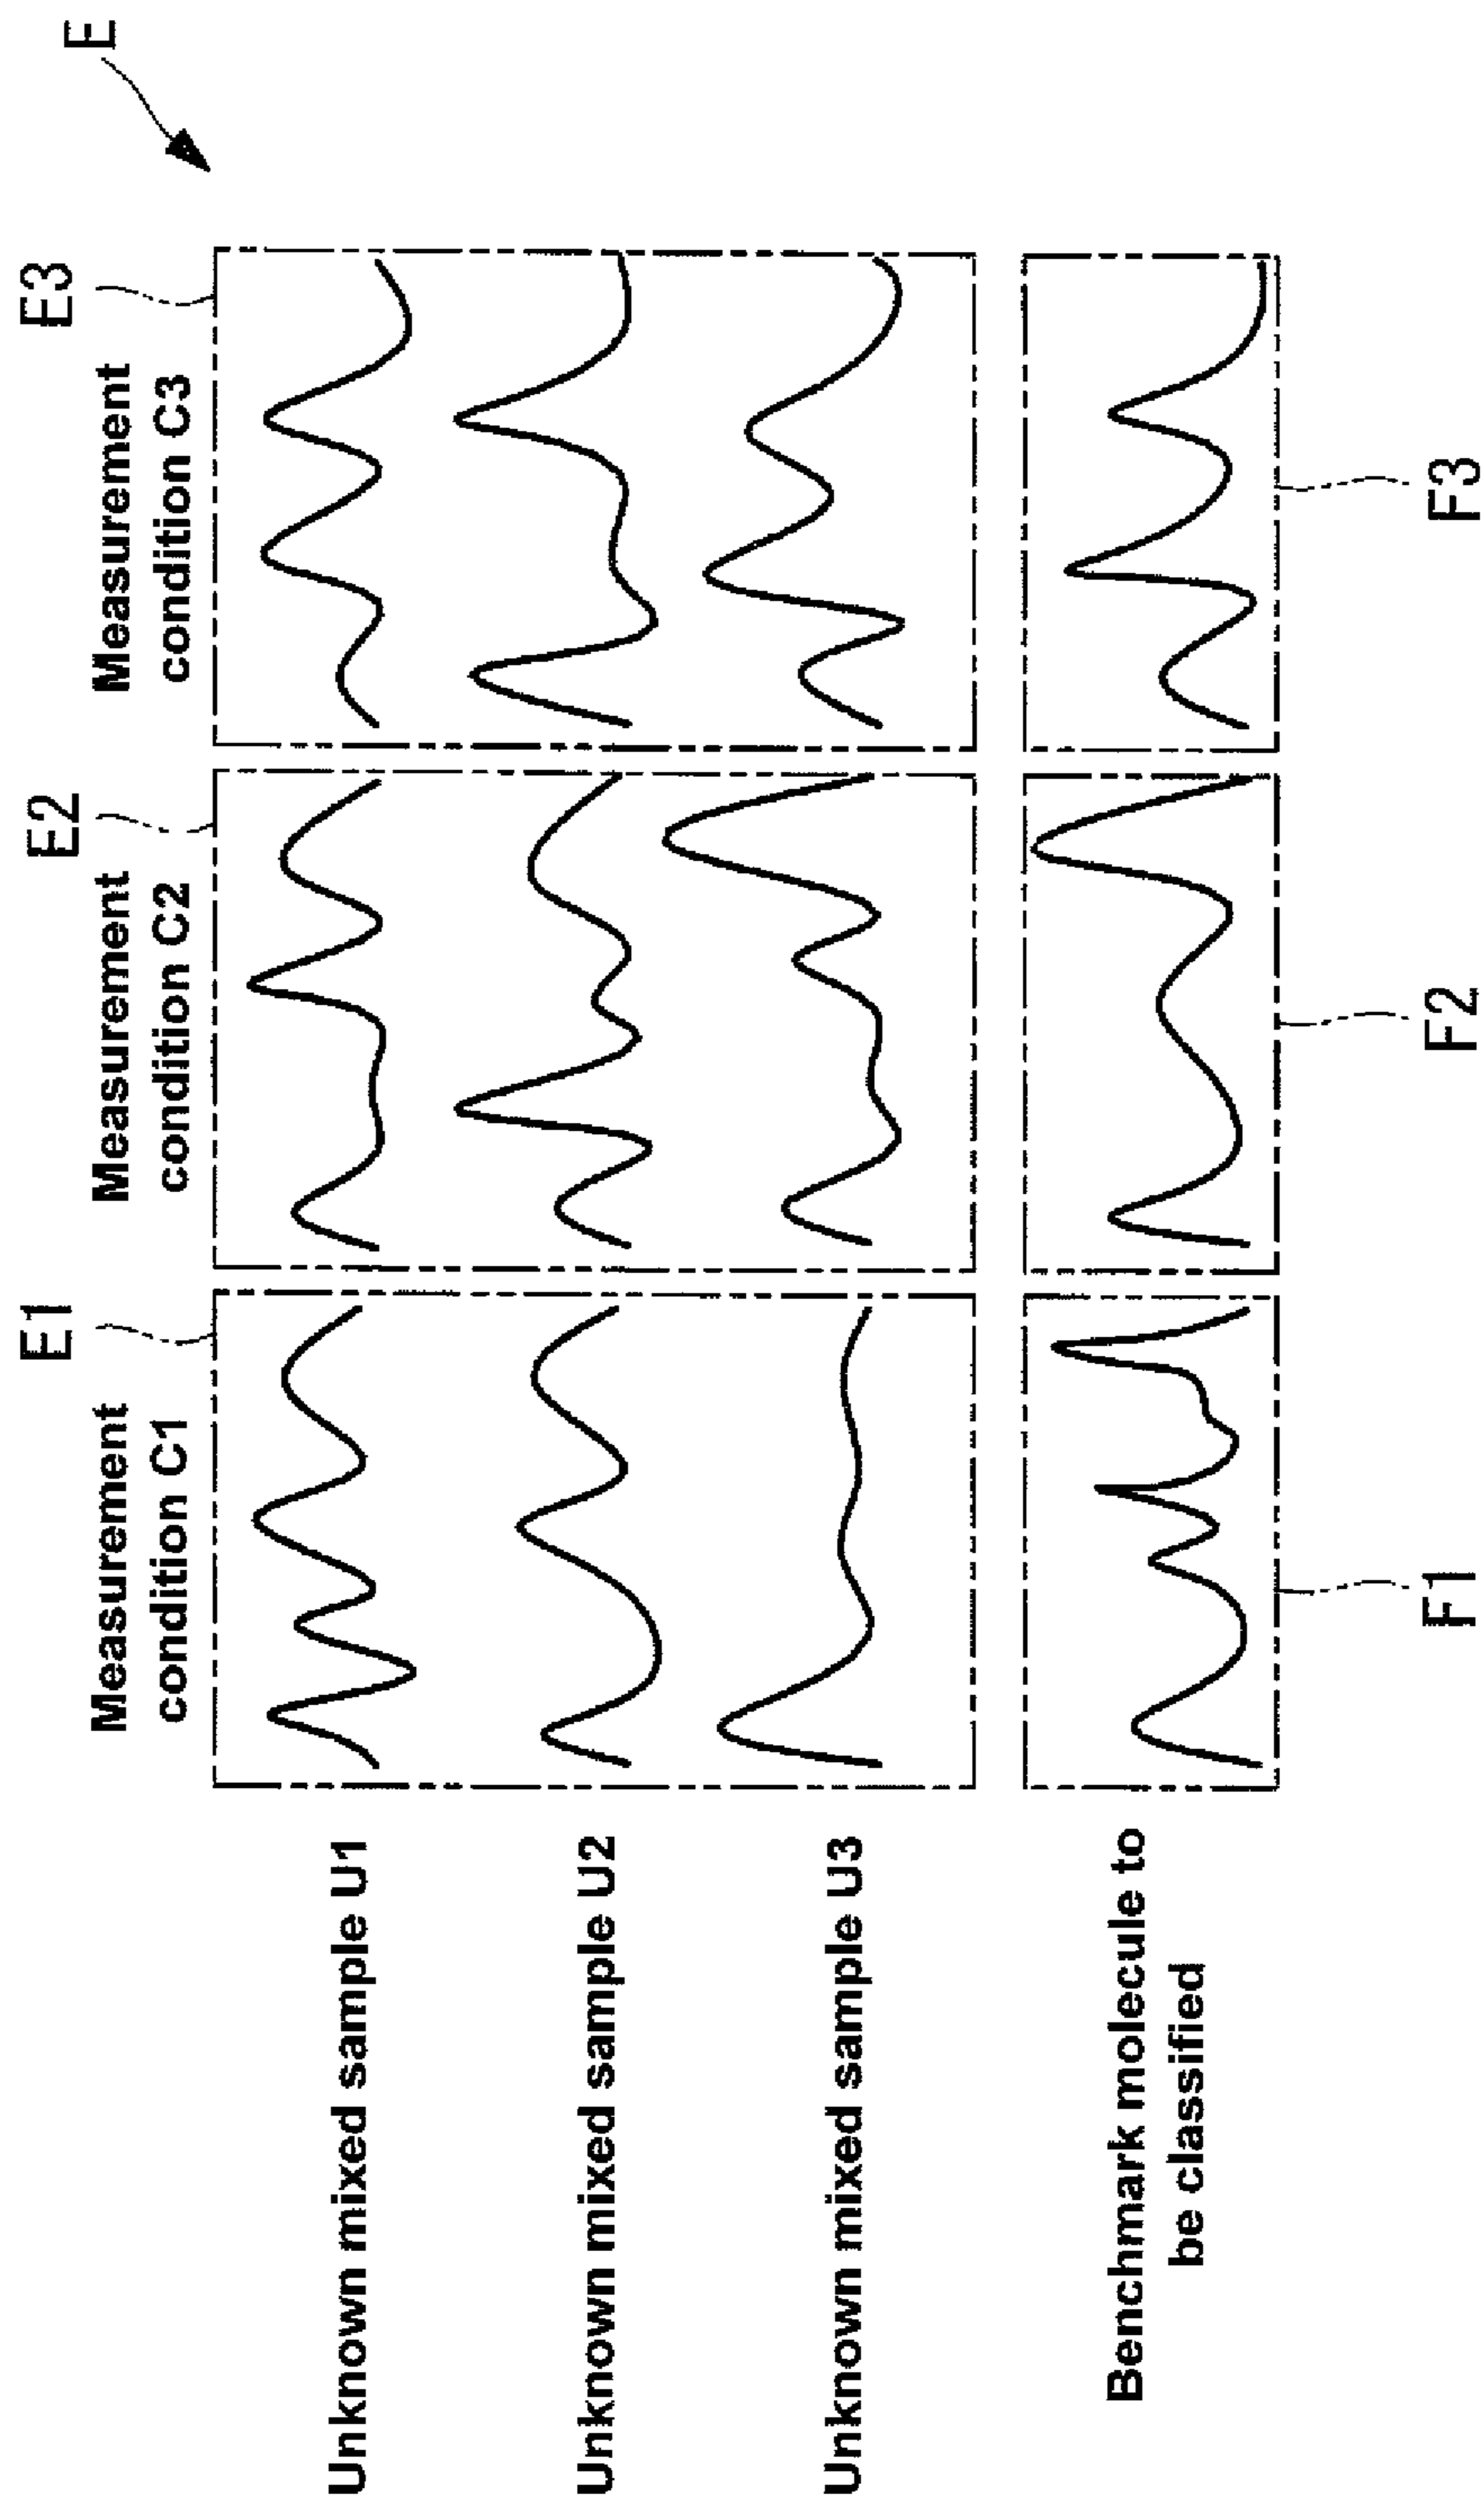 E
E1
E2
E3
Measurement
condition C1
Measurement
condition C2
Measurement
condition C3
Unknown mixed sample U1
Unknown mixed sample U2
Unknown mixed sample U3
Benchmark molecule to
be classified
F1
F2
F3